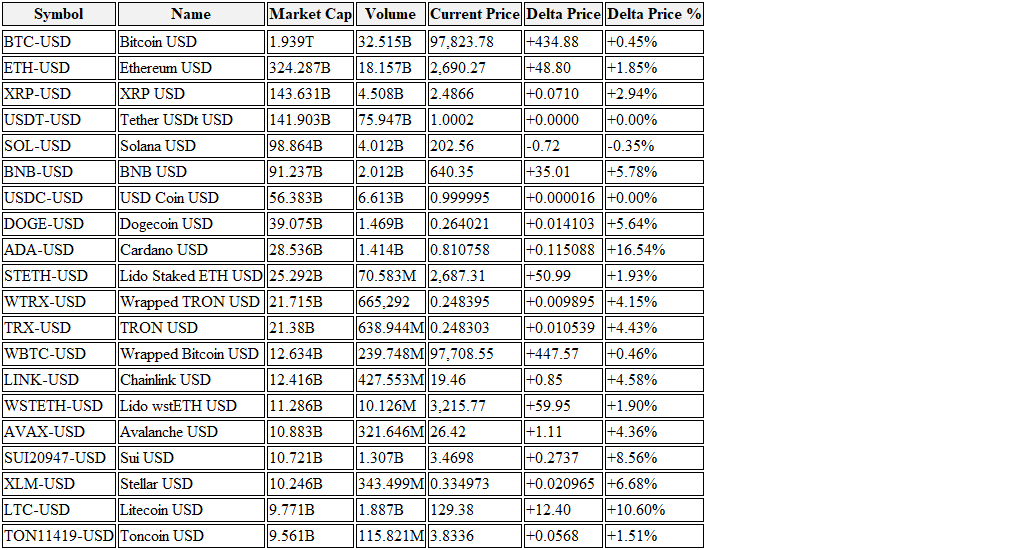 Symbol Name Market Cap Volume Current Price Delta Price Delta Price %
BTC-USD Bitcoin USD 1.939T 32.515B 97,823.78 +434.88 +0.45%
ETH-USD Ethereum USD 324.287B 18.157B 2,690.27 +48.80 +1.85%
XRP-USD XRP USD 143.631B 4.508B 2.4866 +0.0710 +2.94%
USDT-USD Tether USDt USD 141.903B 75.947B 1.0002 +0.0000 +0.00%
SOL-USD Solana USD 98.864B 4.012B 202.56 -0.72 -0.35%
BNB-USD BNB USD 91.237B 2.012B 640.35 +35.01 +5.78%
USDC-USD USD Coin USD 56.383B 6.613B 0.999995 +0.000016 +0.00%
DOGE-USD Dogecoin USD 39.075B 1.469B 0.264021 +0.014103 +5.64%
ADA-USD Cardano USD 28.536B 1.414B 0.810758 +0.115088 +16.54%
STETH-USD Lido Staked ETH USD 25.292B 70.583M 2,687.31 +50.99 +1.93%
WTRX-USD Wrapped TRON USD 21.715B 665,292 0.248395 +0.009895 +4.15%
TRX-USD TRON USD 21.38B 638.944M 0.248303 +0.010539 +4.43%
WBTC-USD Wrapped Bitcoin USD 12.634B 239.748M 97,708.55 +447.57 +0.46%
LINK-USD Chainlink USD 12.416B 427.553M 19.46 +0.85 +4.58%
WSTETH-USD Lido wstETH USD 11.286B 10.126M 3,215.77 +59.95 +1.90%
AVAX-USD Avalanche USD 10.883B 321.646M 26.42 +1.11 +4.36%
SUI20947-USD Sui USD 10.721B 1.307B 3.4698 +0.2737 +8.56%
XLM-USD Stellar USD 10.246B 343.499M 0.334973 +0.020965 +6.68%
LTC-USD Litecoin USD 9.771B 1.887B 129.38 +12.40 +10.60%
TON11419-USD Toncoin USD 9.561B 115.821M 3.8336 +0.0568 +1.51%